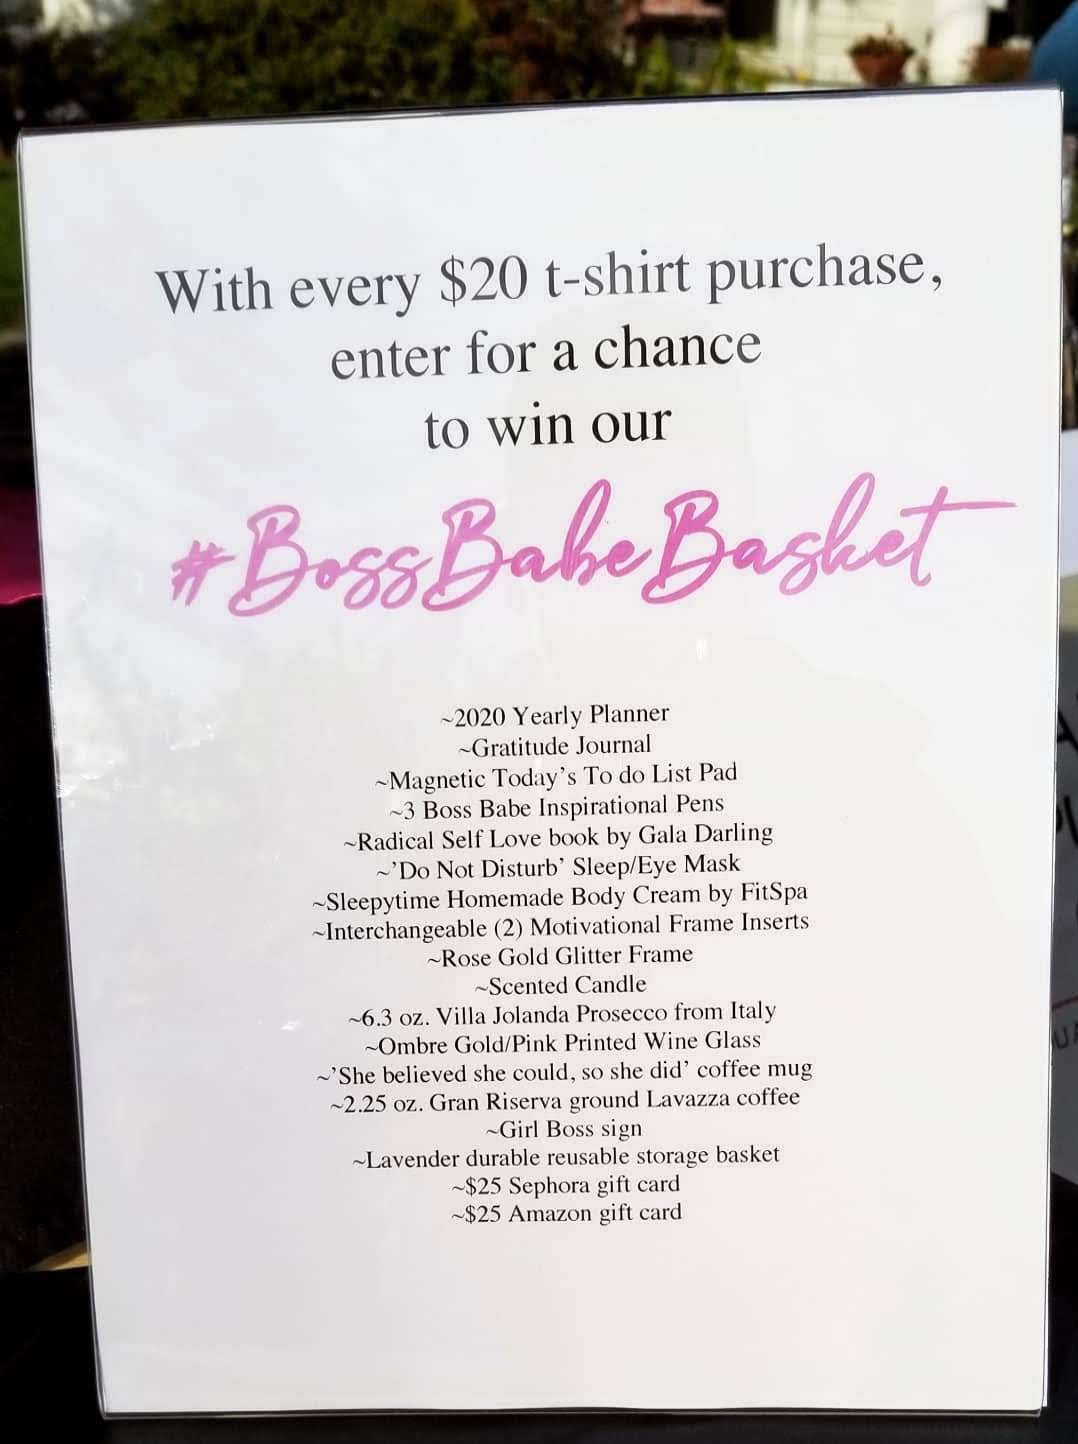 With every $20 t-shirt purchase,
enter for a chance
to win our
#BossBabeBasket
~2020 Yearly Planner
~Gratitude Journal
~Magnetic Today's To do List Pad
~3 Boss Babe Inspirational Pens
~Radical Self Love book by Gala Darling
~'Do Not Disturb' Sleep/Eye Mask
~Sleepytime Homemade Body Cream by FitSpa
~Interchangeable (2) Motivational Frame Inserts
~Rose Gold Glitter Frame
~Scented Candle
~6.3 oz. Villa Jolanda Prosecco from Italy
~Ombre Gold/Pink Printed Wine Glass
~'She believed she could, so she did' coffee mug
~2.25 oz. Gran Riserva ground Lavazza coffee
~Girl Boss sign
~Lavender durable reusable storage basket
~$25 Sephora gift card
~$25 Amazon gift card